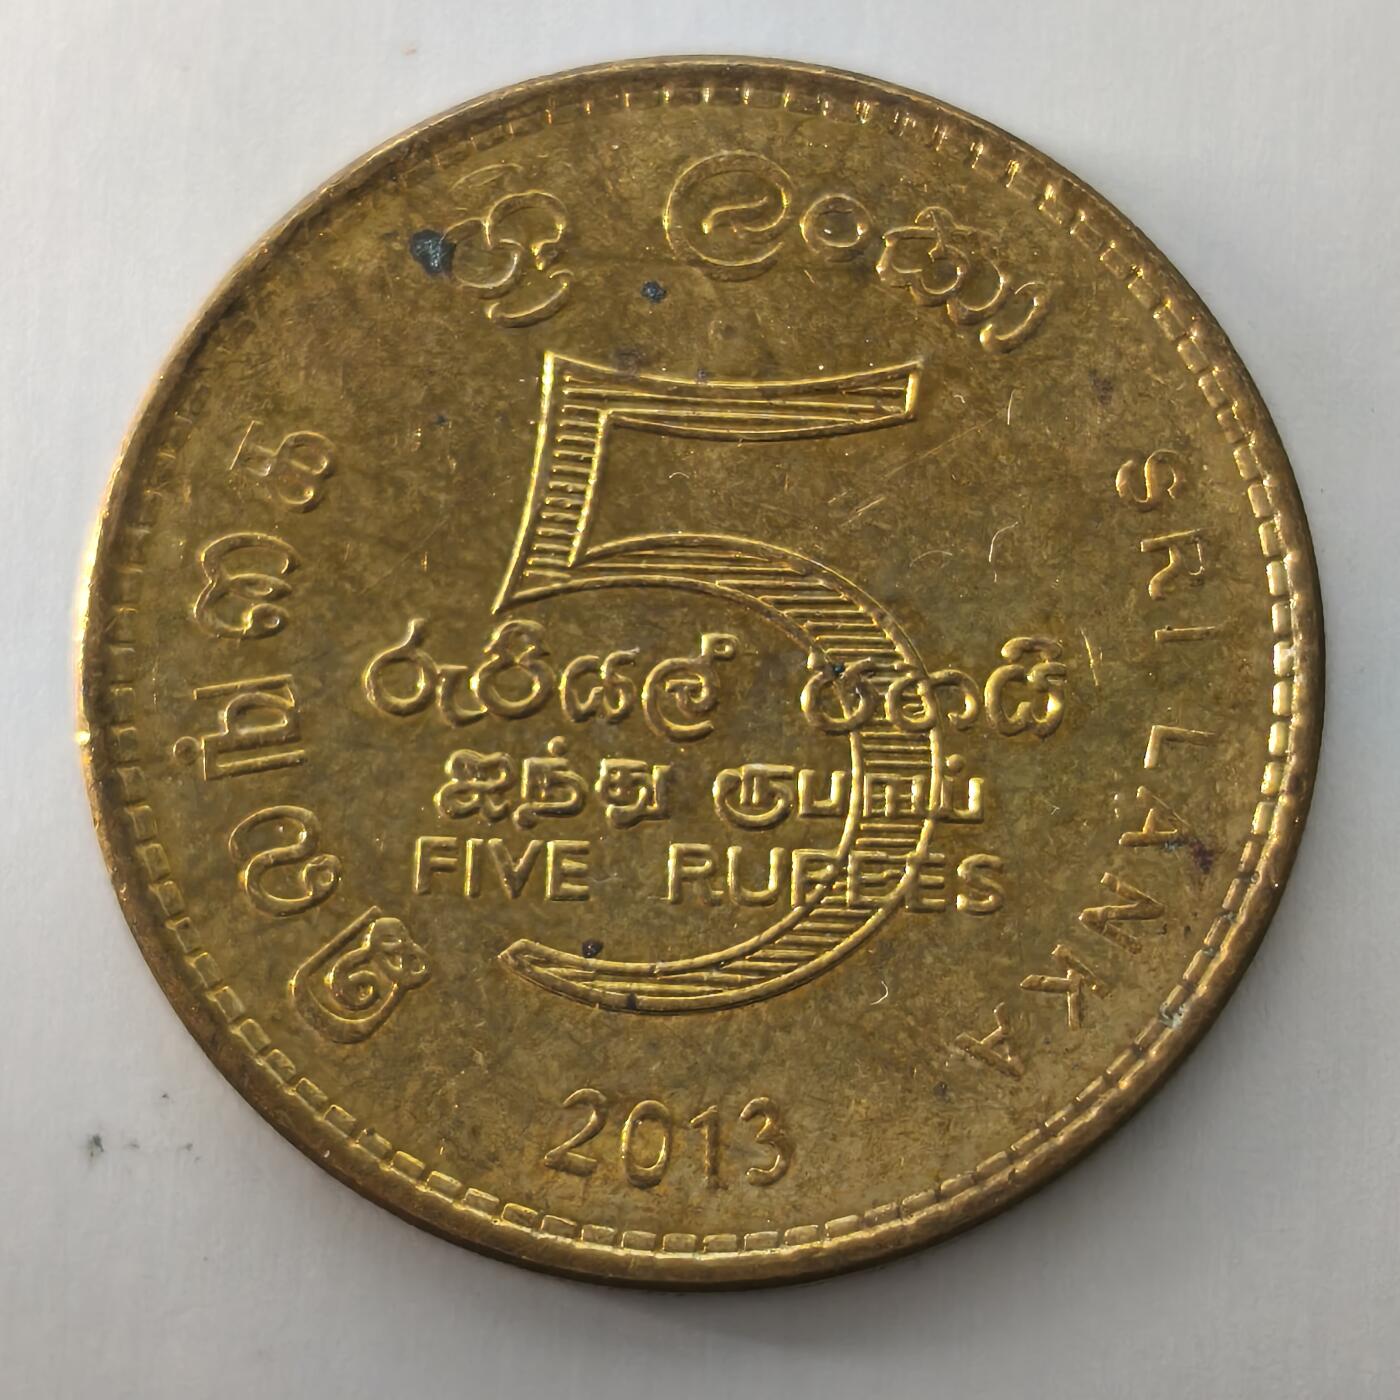 ශ්‍රී ලංකා
இலங்கை
SRI LANKA
5
රුපියල් පහයි
ஐந்து ரூபாய்
FIVE RUPEES
2013